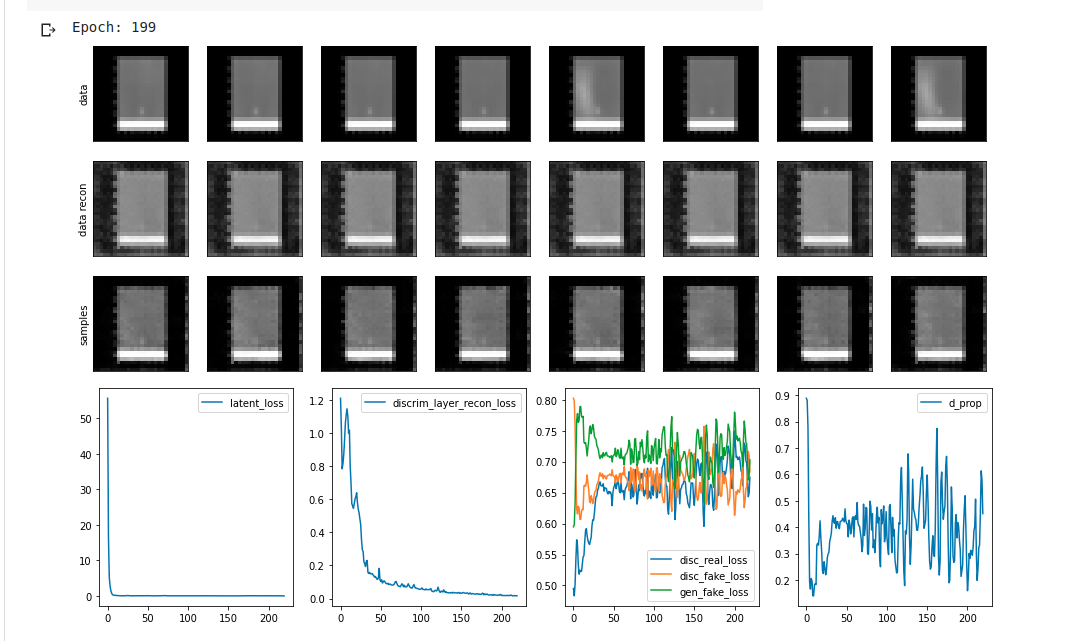 Epoch: 199
data
data recon
samples
latent_loss
50
40
30
20
10
0
0 50 100 150 200
discrim_layer_recon_loss
1.2
1.0
0.8
0.6
0.4
0.2
0.0
0 50 100 150 200
0.80
0.75
0.70
0.65
0.60
0.55
0.50
disc_real_loss
disc_fake_loss
gen_fake_loss
0 50 100 150 200
d_prop
0.9
0.8
0.7
0.6
0.5
0.4
0.3
0.2
0 50 100 150 200